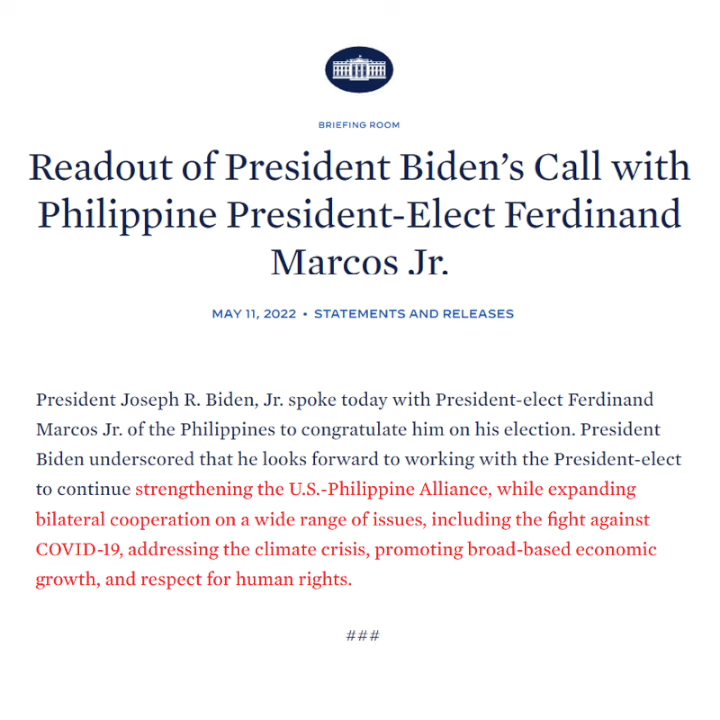 BRIEFING ROOM
Readout of President Biden’s Call with
Philippine President-Elect Ferdinand
Marcos Jr.
MAY 11, 2022 • STATEMENTS AND RELEASES
President Joseph R. Biden, Jr. spoke today with President-elect Ferdinand
Marcos Jr. of the Philippines to congratulate him on his election. President
Biden underscored that he looks forward to working with the President-elect
to continue strengthening the U.S.-Philippine Alliance, while expanding
bilateral cooperation on a wide range of issues, including the fight against
COVID-19, addressing the climate crisis, promoting broad-based economic
growth, and respect for human rights.
###